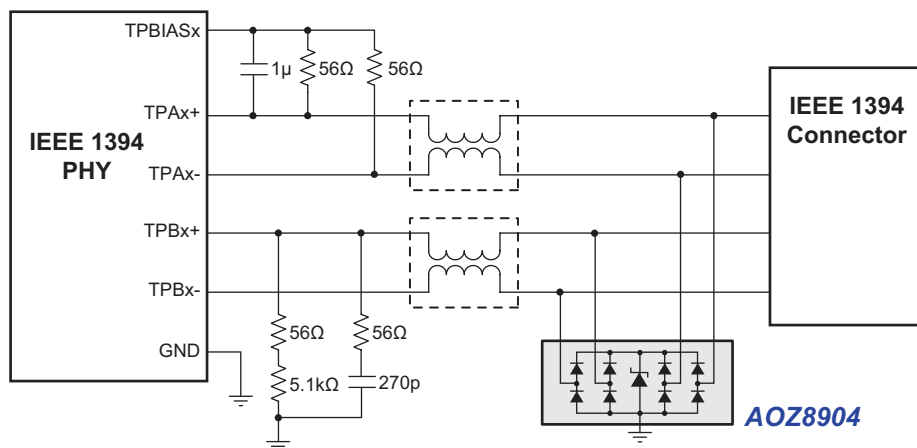 TPBIASx
1µ
56Ω
56Ω
TPAx+
IEEE 1394
PHY
TPAx-
IEEE 1394
Connector
TPBx+
TPBx-
56Ω
56Ω
GND
5.1kΩ
270p
AOZ8904